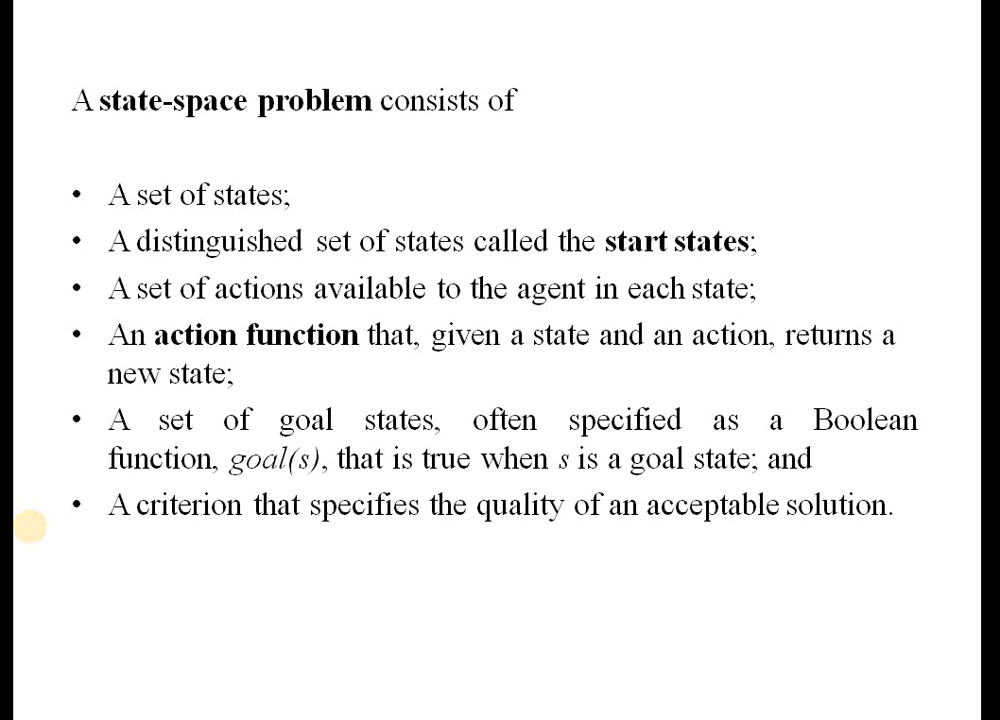 A state-space problem consists of
• A set of states;
• A distinguished set of states called the start states;
• A set of actions available to the agent in each state;
• An action function that, given a state and an action, returns a
new state;
• A set of goal states, often specified as a Boolean
function, goal(s), that is true when s is a goal state; and
• A criterion that specifies the quality of an acceptable solution.